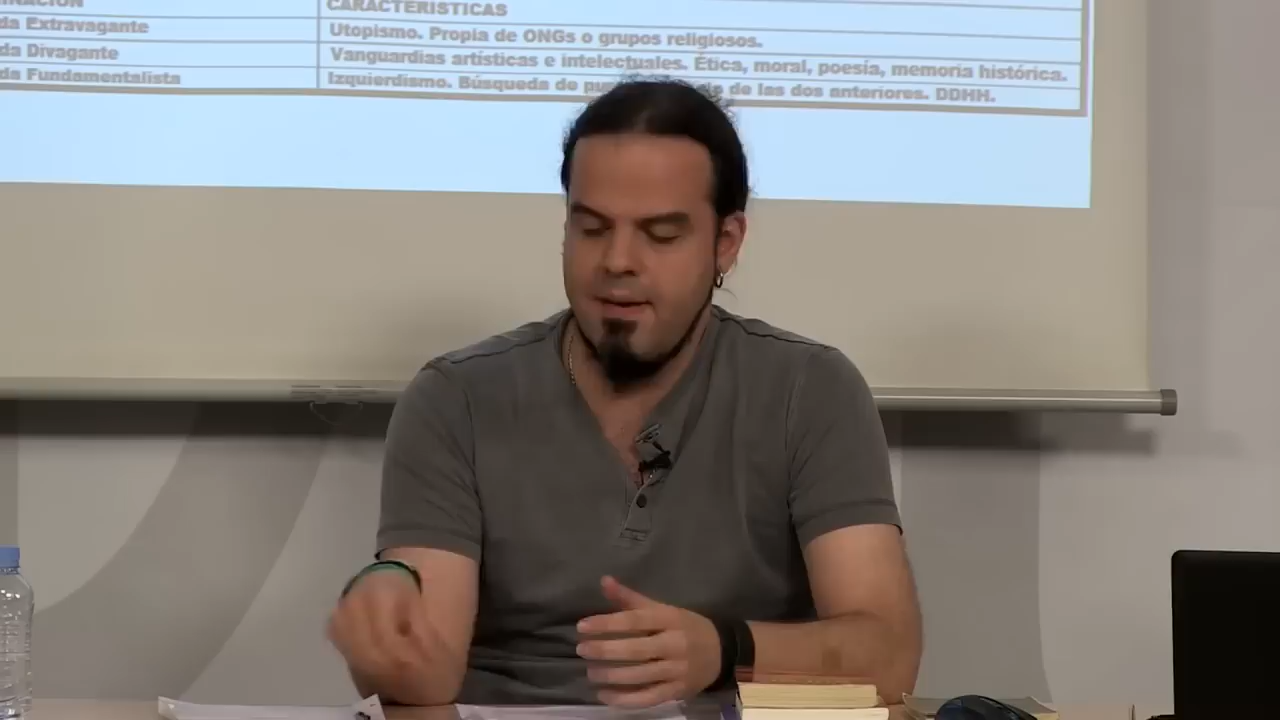 CARACTERISTICAS
da Extravagante Utopismo. Propia de ONGs o grupos religiosos.
da Divagante Vanguardias artísticas e intelectuales. Ética, moral, poesía, memoria histórica.
da Fundamentalista Izquierdismo. Búsqueda de de las dos anteriores. DDHH.